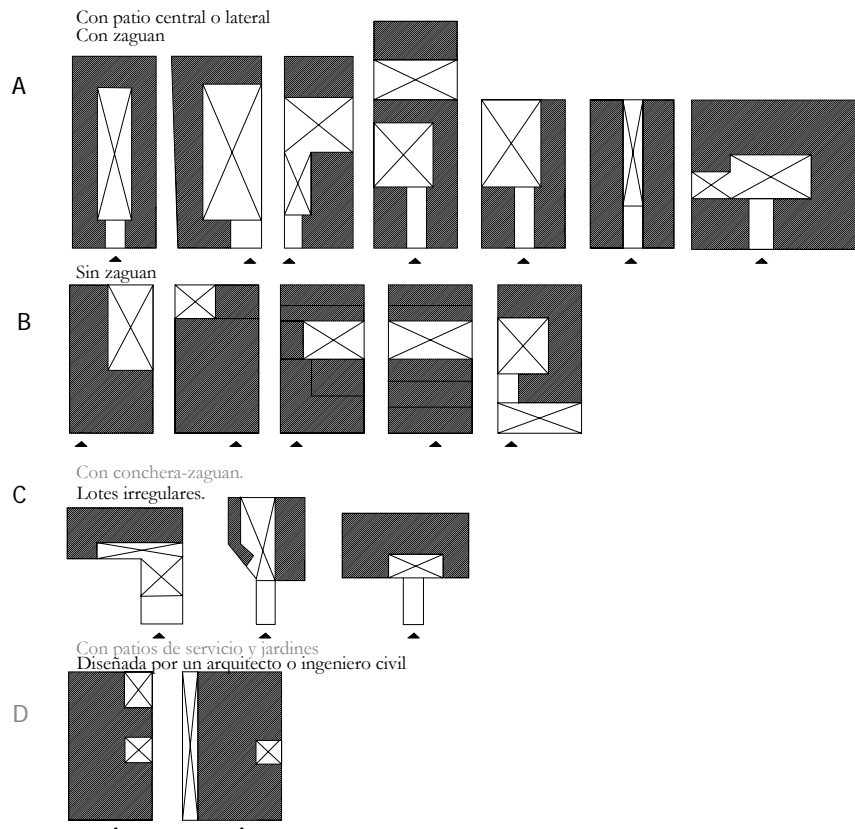 Con patio central o lateral
Con zaguan
A
Sin zaguan
B
Con conchera-zaguan.
C
Lotes irregulares.
Con patios de servicio y jardines
Diseñada por un arquitecto o ingeniero civil
D